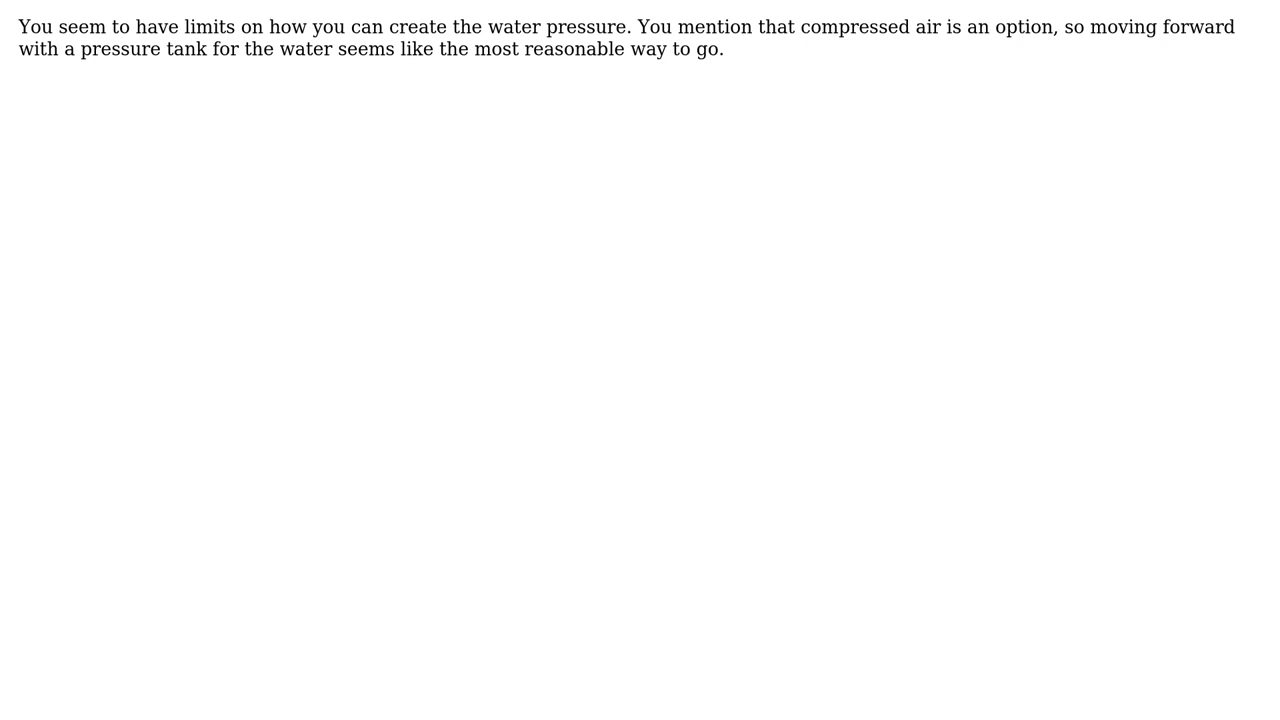 You seem to have limits on how you can create the water pressure. You mention that compressed air is an option, so moving forward
with a pressure tank for the water seems like the most reasonable way to go.